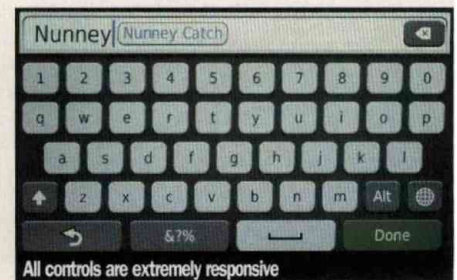 Nunney Nunney Catch
1 2 3 4 5 6 7 8 9 0
q w e r t y u i o p
a s d f g h j k l
z x c v b n m Alt
&?% Done
All controls are extremely responsive